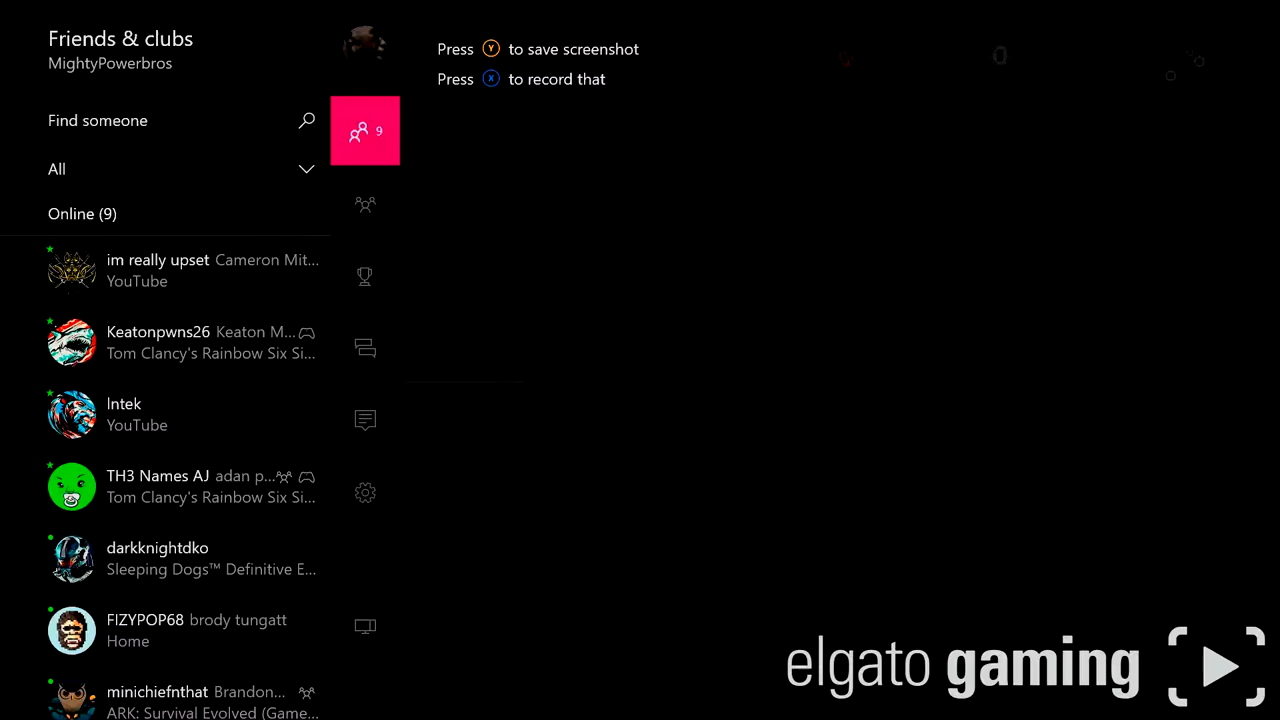 Friends & clubs
MightyPowerbros
Find someone
All
Online (9)
im really upset Cameron Mit...
YouTube
Keatonpwns26 Keaton M...
Tom Clancy's Rainbow Six Si...
Intek
YouTube
TH3 Names AJ adan p...
Tom Clancy's Rainbow Six Si...
darkknightdko
Sleeping Dogs™ Definitive E...
FIZYPOP68 brody tungatt
Home
minichiefnthat Brandon...
ARK: Survival Evolved (Game...
9
Press Y to save screenshot
Press X to record that
0
elgato gaming